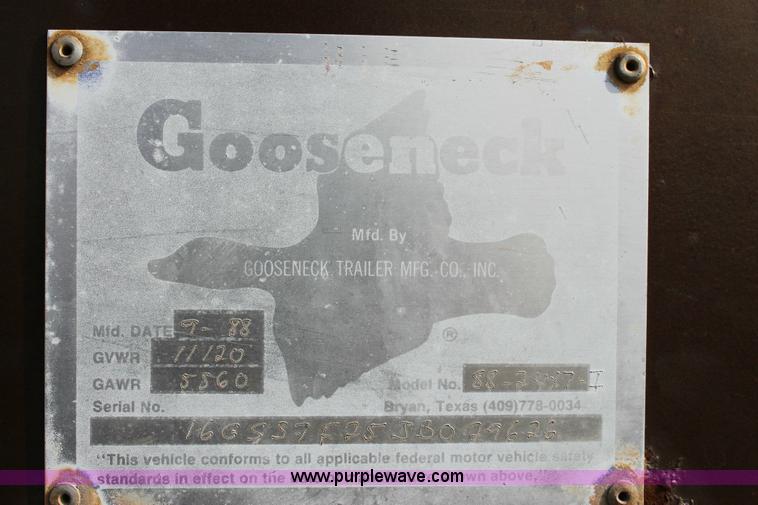 Gooseneck
Mfd. By
GOOSENECK TRAILER MFG. CO., INC.
®
Mfd. DATE 9-88
GVWR 11120
GAWR 5560
Model No.
Serial No.
Bryan, Texas (409)778-0034
"This vehicle conforms to all applicable federal motor vehicle safety
standards in effect on the shown above."
www.purplewave.com